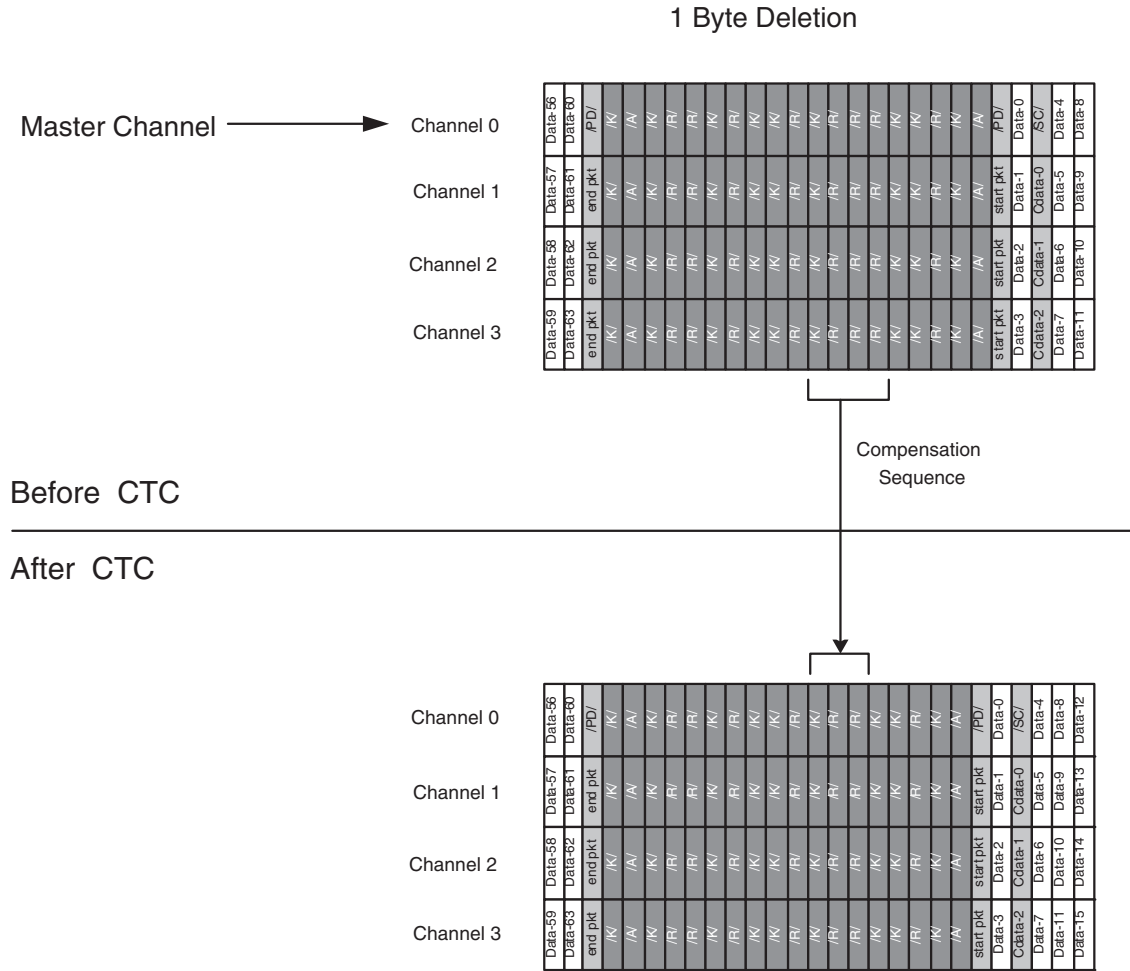 1 Byte Deletion
Master Channel
Channel 0
Data-56 Data-60 /PD/ /K/ /A/ /K/ /R/ /R/ /K/ /R/ /K/ /K/ /R/ /K/ /R/ /R/ /R/ /K/ /K/ /R/ /K/ /A/ /PD/ Data-0 /SC/ Data-4 Data-8
Channel 1
Data-57 Data-61 end pkt /K/ /A/ /K/ /R/ /R/ /K/ /R/ /K/ /K/ /R/ /K/ /R/ /R/ /R/ /K/ /K/ /R/ /K/ /A/ start pkt Data-1 Cdata-0 Data-5 Data-9
Channel 2
Data-58 Data-62 end pkt /K/ /A/ /K/ /R/ /R/ /K/ /R/ /K/ /K/ /R/ /K/ /R/ /R/ /R/ /K/ /K/ /R/ /K/ /A/ start pkt Data-2 Cdata-1 Data-6 Data-10
Channel 3
Data-59 Data-63 end pkt /K/ /A/ /K/ /R/ /R/ /K/ /R/ /K/ /K/ /R/ /K/ /R/ /R/ /R/ /K/ /K/ /R/ /K/ /A/ start pkt Data-3 Cdata-2 Data-7 Data-11
Compensation
Sequence
Before CTC
After CTC
Channel 0
Data-56 Data-60 /PD/ /K/ /A/ /K/ /R/ /R/ /K/ /R/ /K/ /K/ /R/ /K/ /R/ /R/ /K/ /K/ /R/ /K/ /A/ /PD/ Data-0 /SC/ Data-4 Data-8 Data-12
Channel 1
Data-57 Data-61 end pkt /K/ /A/ /K/ /R/ /R/ /K/ /R/ /K/ /K/ /R/ /K/ /R/ /R/ /K/ /K/ /R/ /K/ /A/ start pkt Data-1 Cdata-0 Data-5 Data-9 Data-13
Channel 2
Data-58 Data-62 end pkt /K/ /A/ /K/ /R/ /R/ /K/ /R/ /K/ /K/ /R/ /K/ /R/ /R/ /K/ /K/ /R/ /K/ /A/ start pkt Data-2 Cdata-1 Data-6 Data-10 Data-14
Channel 3
Data-59 Data-63 end pkt /K/ /A/ /K/ /R/ /R/ /K/ /R/ /K/ /K/ /R/ /K/ /R/ /R/ /K/ /K/ /R/ /K/ /A/ start pkt Data-3 Cdata-2 Data-7 Data-11 Data-15